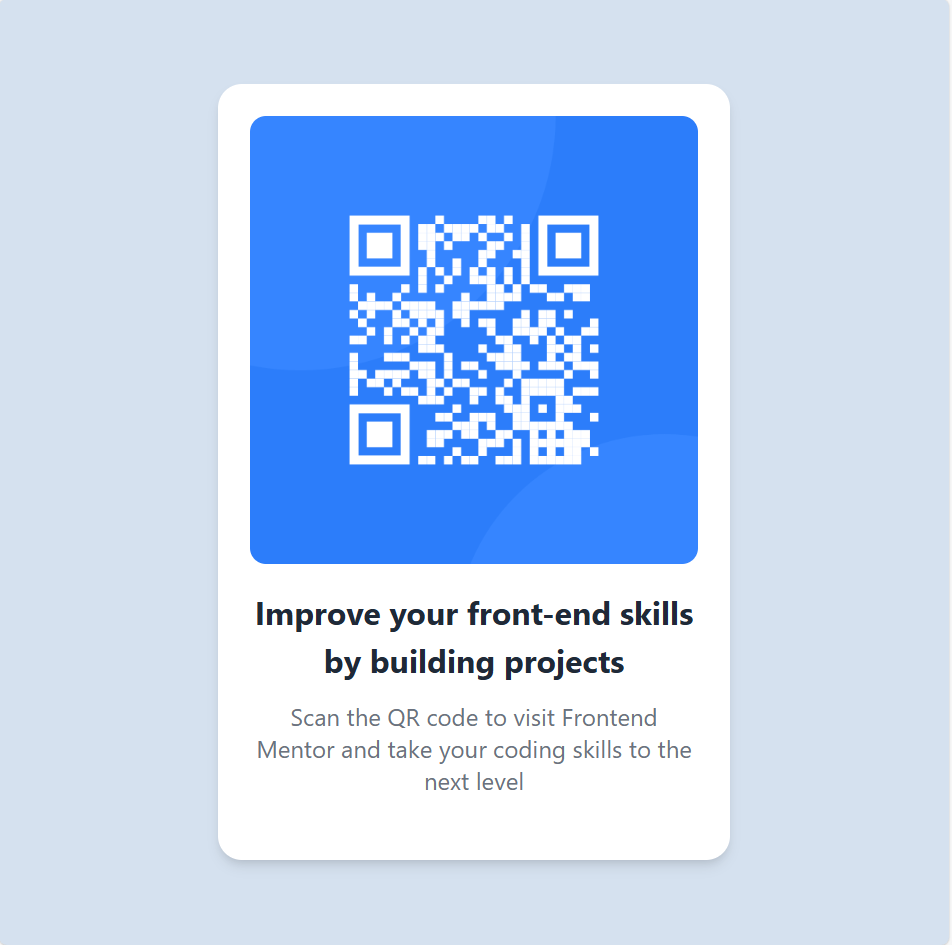 Improve your front-end skills
by building projects
Scan the QR code to visit Frontend
Mentor and take your coding skills to the
next level